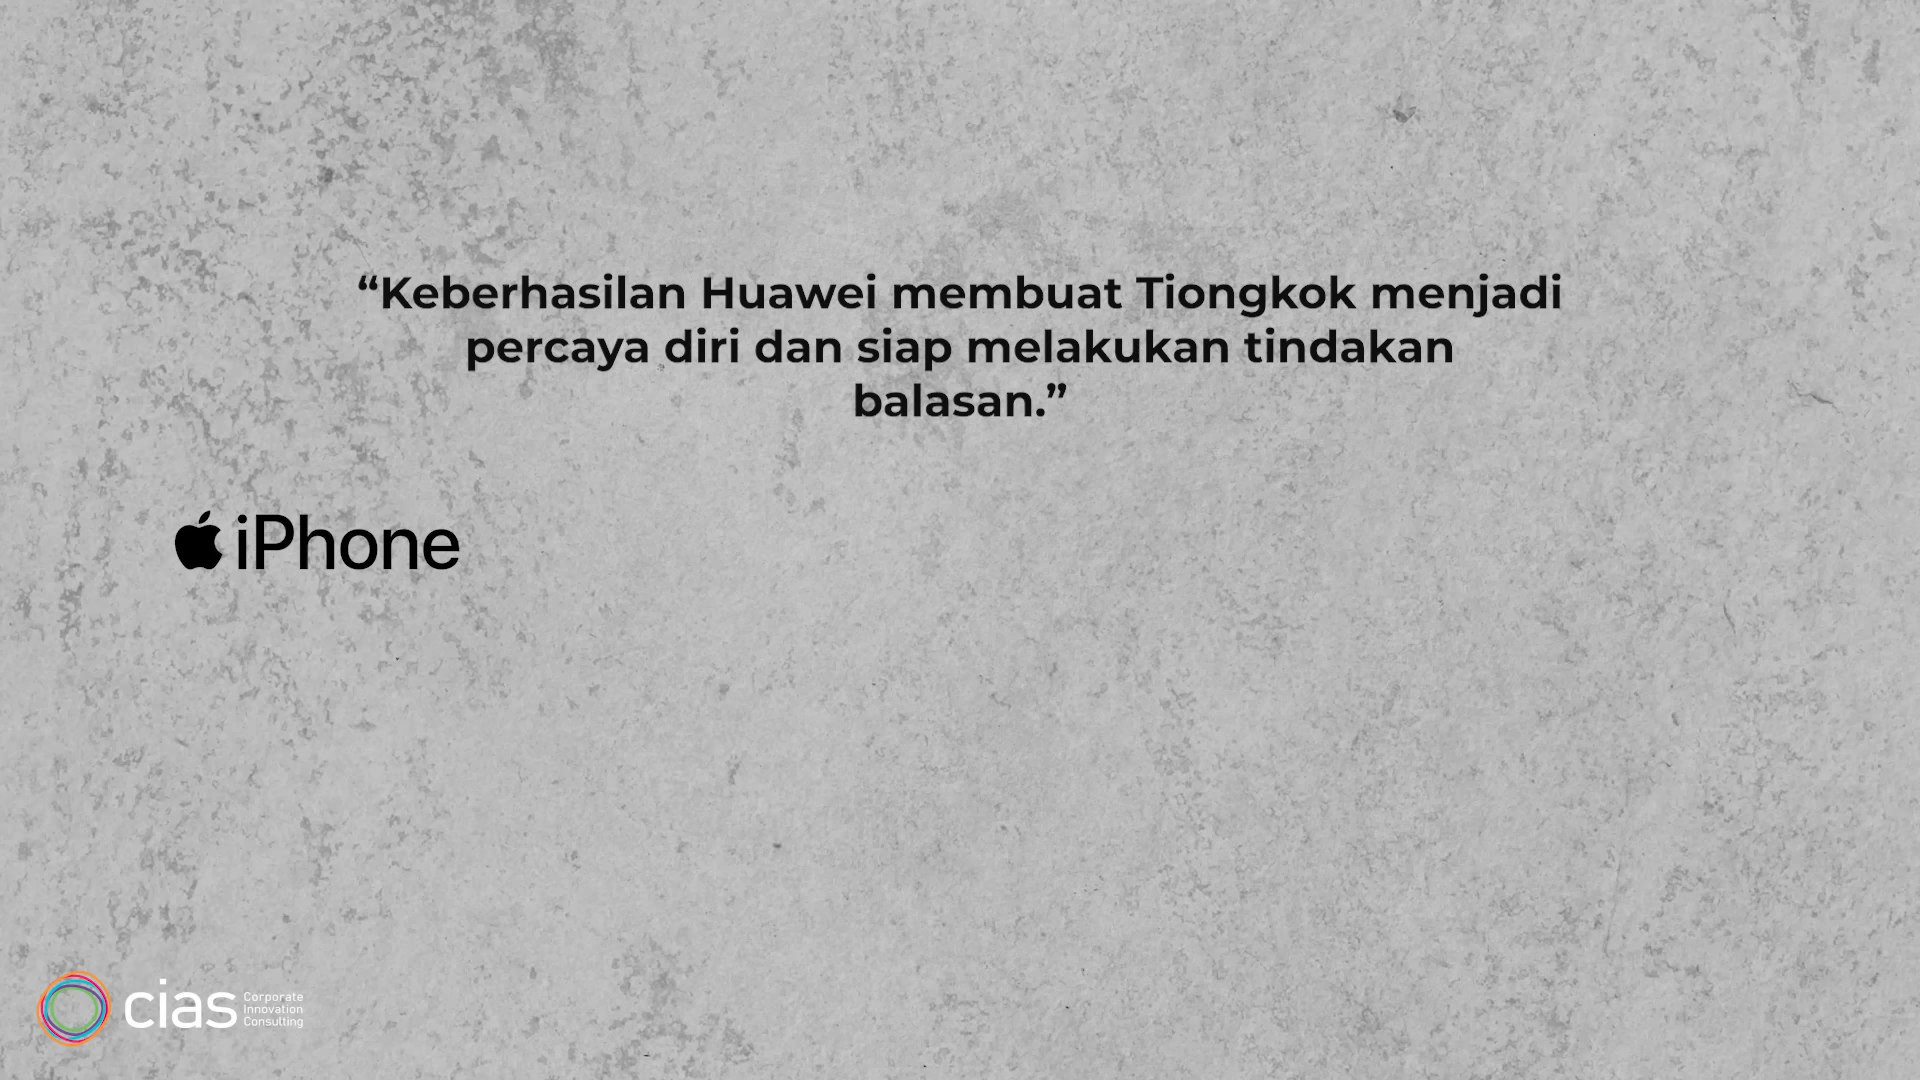 “Keberhasilan Huawei membuat Tiongkok menjadi
percaya diri dan siap melakukan tindakan
balasan.”
iPhone
cias
Corporate
Innovation
Consulting